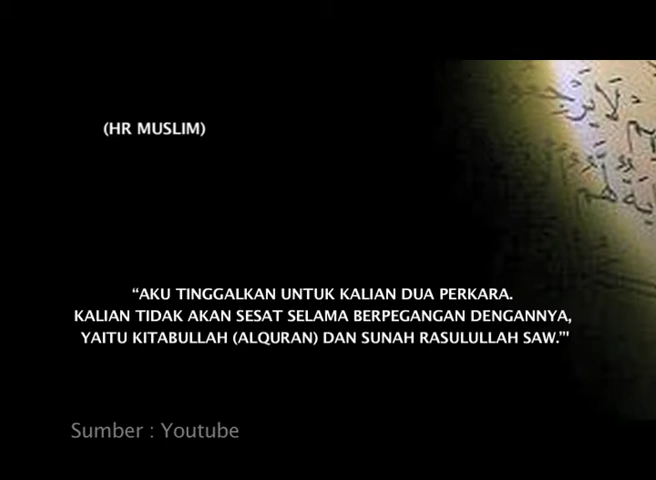 (HR MUSLIM)
“AKU TINGGALKAN UNTUK KALIAN DUA PERKARA.
KALIAN TIDAK AKAN SESAT SELAMA BERPEGANGAN DENGANNYA,
YAITU KITABULLAH (ALQURAN) DAN SUNAH RASULULLAH SAW.”'
Sumber : Youtube